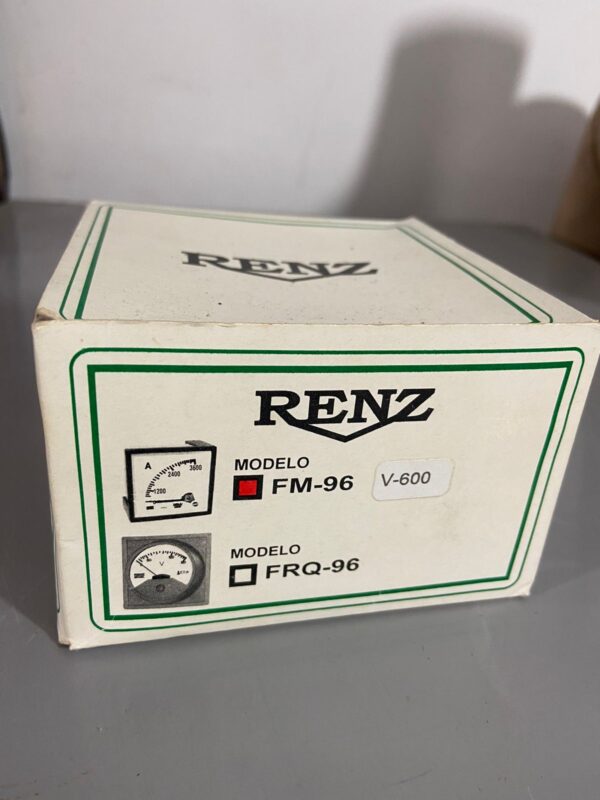 RENZ
RENZ
A
1200
2400
3600
MODELO
FM-96
V-600
V
MODELO
FRQ-96